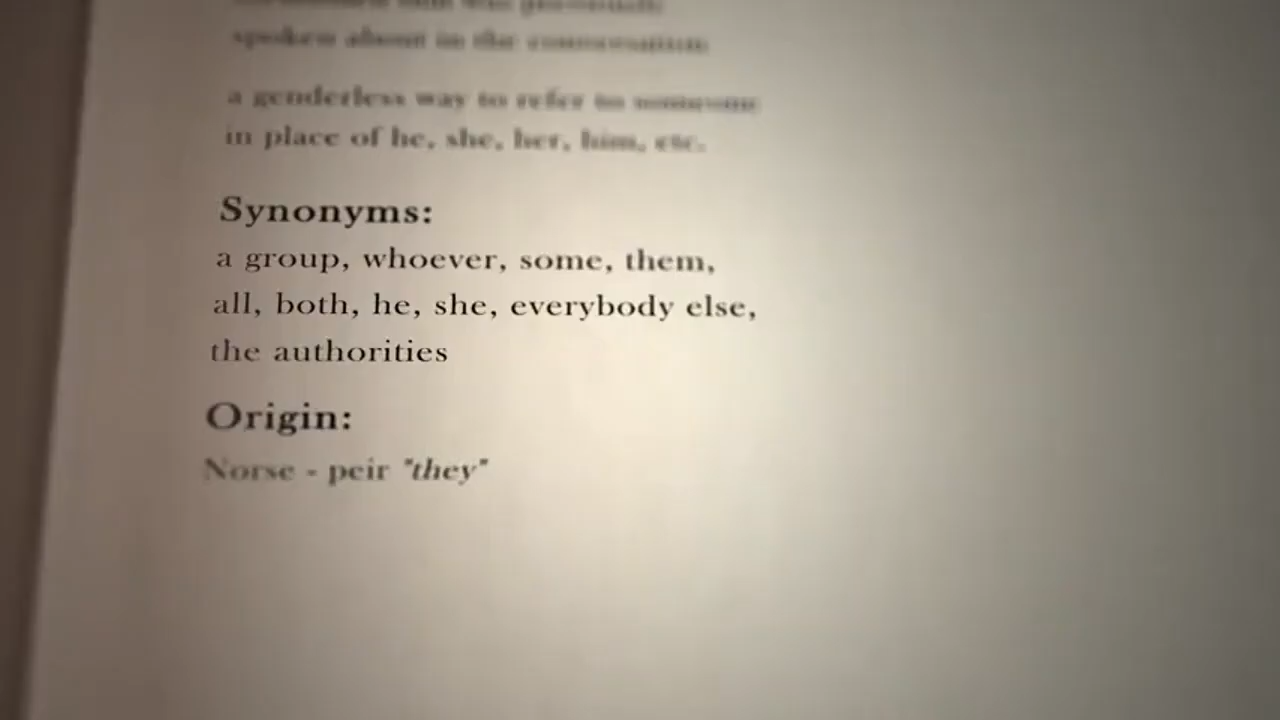 spoken about in the conversation
a genderless way to refer to someone
in place of he, she, her, him, etc.
Synonyms:
a group, whoever, some, them,
all, both, he, she, everybody else,
the authorities
Origin:
Norse - peir "they"